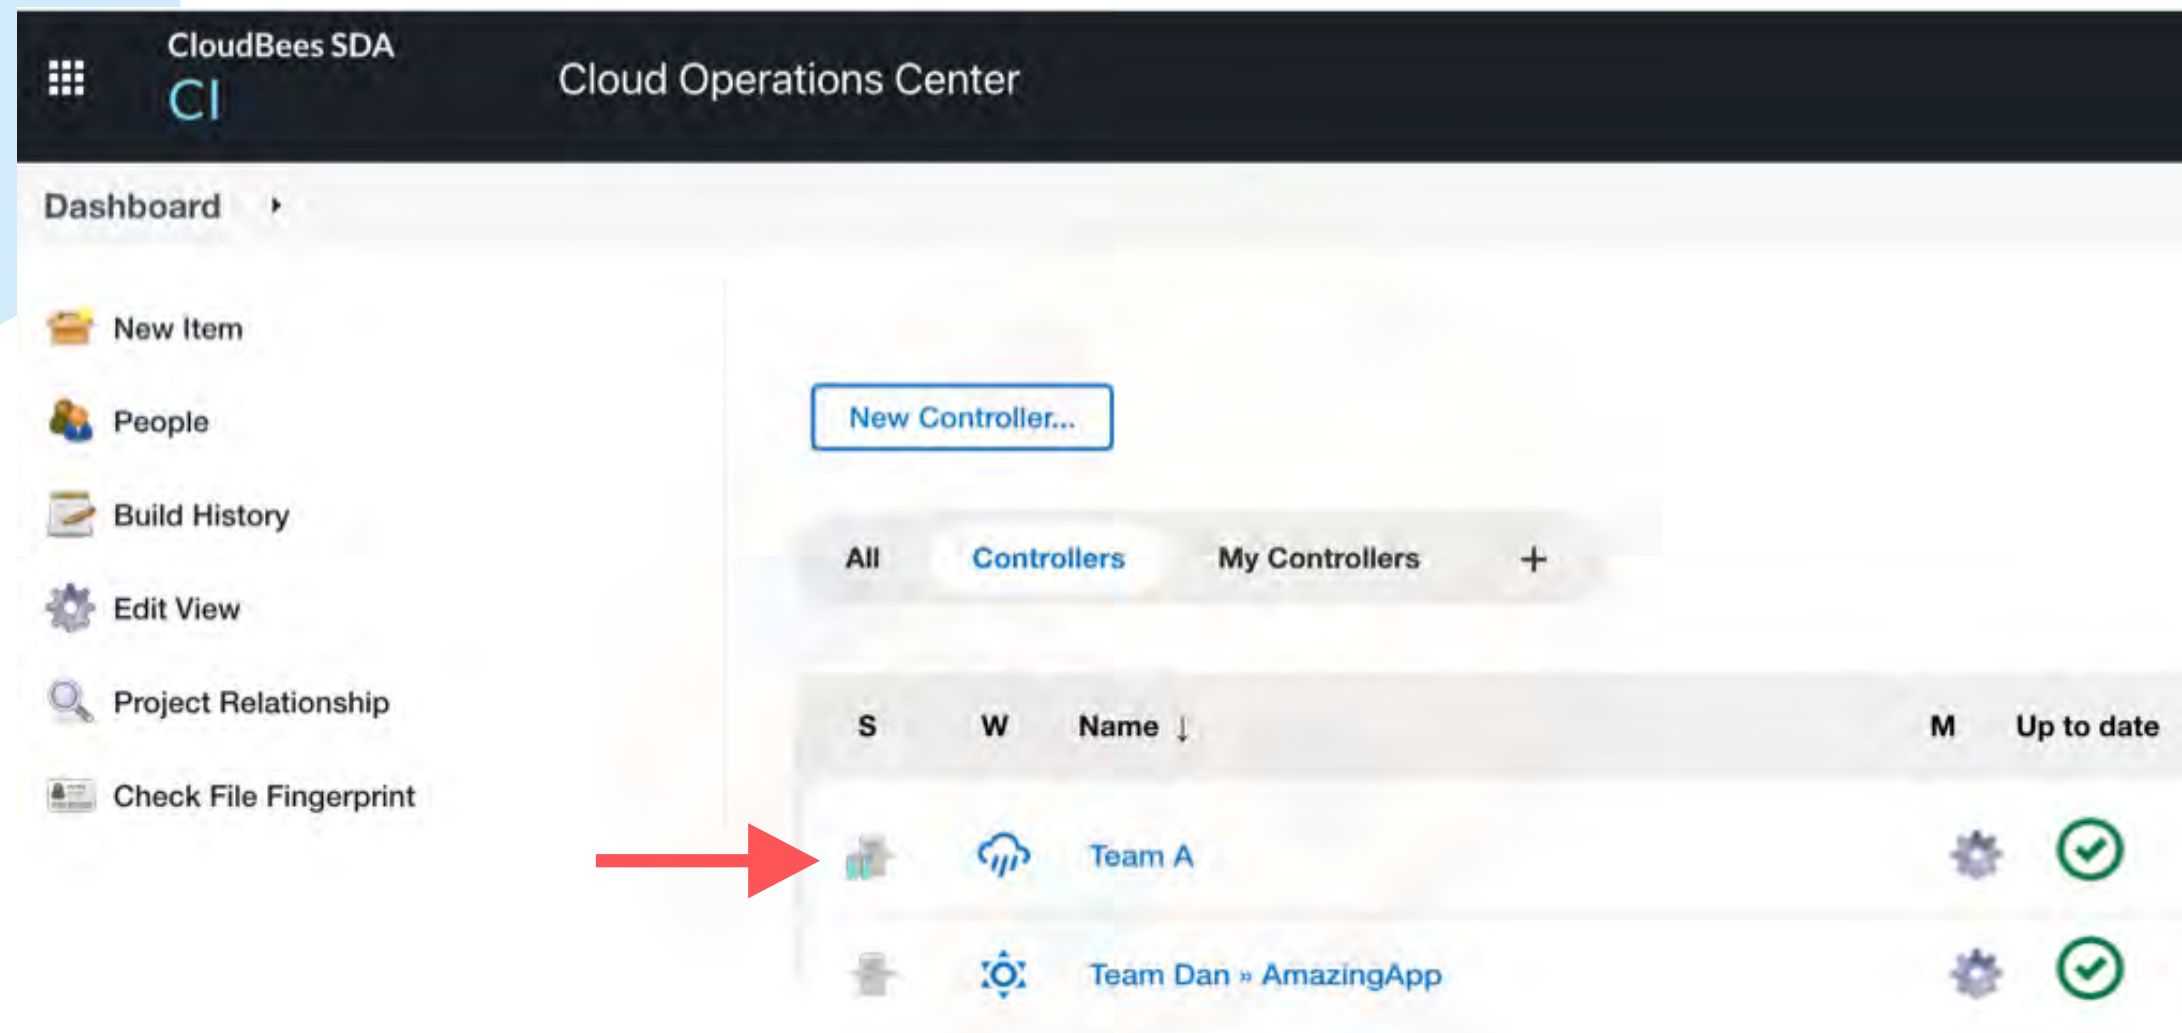 CloudBees SDA
CI
Cloud Operations Center
Dashboard
New Item
People
Build History
Edit View
Project Relationship
Check File Fingerprint
New Controller...
All Controllers My Controllers +
S W Name ↓ M Up to date
Team A
Team Dan » AmazingApp